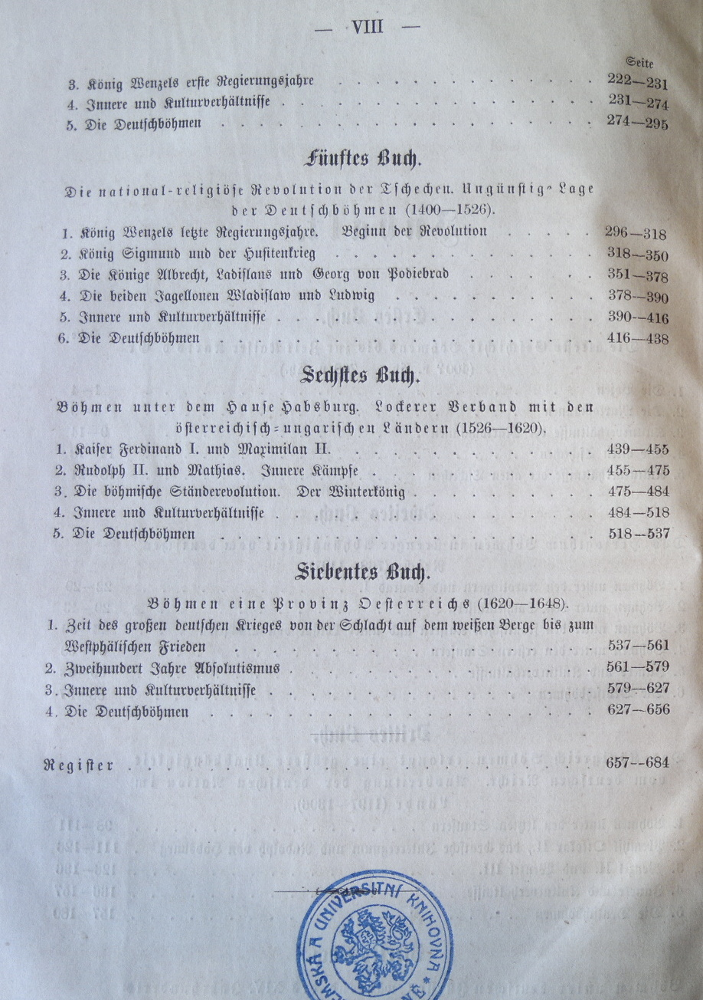 — VIII —
Seite
3. König Wenzels erste Regierungsjahre . . . . . . . . . . . . . 222—231
4. Innere und Kulturverhältnisse . . . . . . . . . . . . . . . 231—274
5. Die Deutschböhmen . . . . . . . . . . . . . . . . . . 274—295
Fünftes Buch.
Die national-religiöse Revolution der Tschechen. Ungünstige Lage
der Deutschböhmen (1400—1526).
1. König Wenzels letzte Regierungsjahre. Beginn der Revolution . . . . . 296—318
2. König Sigmund und der Husitenkrieg . . . . . . . . . . . . . 318—350
3. Die Könige Albrecht, Ladislaus und Georg von Podiebrad . . . . . . 351—378
4. Die beiden Jagellonen Wladislaw und Ludwig . . . . . . . . . . 378—390
5. Innere und Kulturverhältnisse . . . . . . . . . . . . . . . 390—416
6. Die Deutschböhmen . . . . . . . . . . . . . . . . . . 416—438
Sechstes Buch.
Böhmen unter dem Hause Habsburg. Lockerer Verband mit den
österreichisch-ungarischen Ländern (1526—1620).
1. Kaiser Ferdinand I. und Maximilan II. . . . . . . . . . . . . 439—455
2. Rudolph II. und Mathias. Innere Kämpfe . . . . . . . . . . . 455—475
3. Die böhmische Ständerevolution. Der Winterkönig . . . . . . . . . 475—484
4. Innere und Kulturverhältnisse . . . . . . . . . . . . . . . 484—518
5. Die Deutschböhmen . . . . . . . . . . . . . . . . . . 518—537
Siebentes Buch.
Böhmen eine Provinz Oesterreichs (1620—1648).
1. Zeit des großen deutschen Krieges von der Schlacht auf dem weißen Berge bis zum
Westphälischen Frieden . . . . . . . . . . . . . . . . . 537—561
2. Zweihundert Jahre Absolutismus . . . . . . . . . . . . . . 561—579
3. Innere und Kulturverhältnisse . . . . . . . . . . . . . . . 579—627
4. Die Deutschböhmen . . . . . . . . . . . . . . . . . . 627—656
Register . . . . . . . . . . . . . . . . . . . . . . 657—684
UNIVERSITNÍ KNIHOVNA